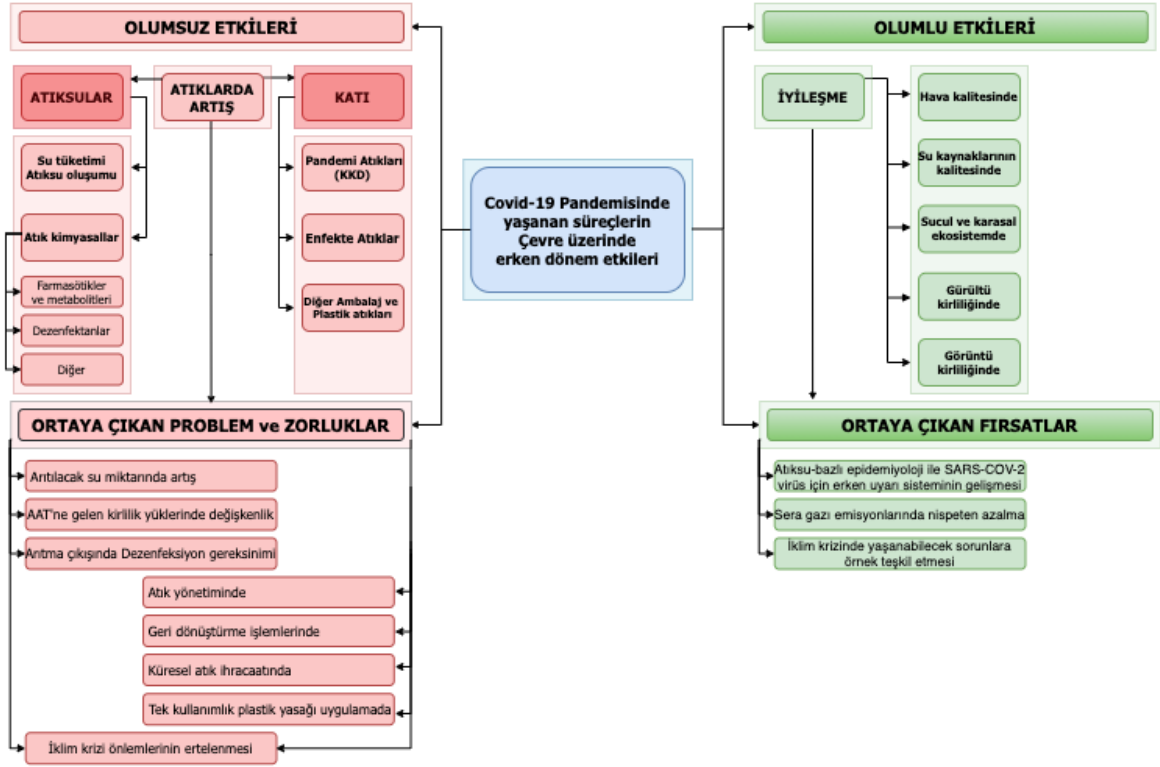 OLUMSUZ ETKİLERİ
ATIKSULAR
ATIKLARDA
ARTIŞ
KATI
Su tüketimi
Atıksu oluşumu
Atık kimyasallar
Farmasötikler
ve metabolitleri
Dezenfektanlar
Diğer
Pandemi Atıkları
(KKD)
Enfekte Atıklar
Diğer Ambalaj ve
Plastik atıkları
ORTAYA ÇIKAN PROBLEM ve ZORLUKLAR
Arıtılacak su miktarında artış
AAT'ne gelen kirlilik yüklerinde değişkenlik
Arıtma çıkışında Dezenfeksiyon gereksinimi
Atık yönetiminde
Geri dönüştürme işlemlerinde
Küresel atık ihracaatında
Tek kullanımlık plastik yasağı uygulamada
İklim krizi önlemlerinin ertelenmesi
Covid-19 Pandemisinde
yaşanan süreçlerin
Çevre üzerinde
erken dönem etkileri
OLUMLU ETKİLERİ
İYİLEŞME
Hava kalitesinde
Su kaynaklarının
kalitesinde
Sucul ve karasal
ekosistemde
Gürültü
kirliliğinde
Görüntü
kirliliğinde
ORTAYA ÇIKAN FIRSATLAR
Atıksu-bazlı epidemiyoloji ile SARS-COV-2
virüs için erken uyarı sisteminin gelişmesi
Sera gazı emisyonlarında nispeten azalma
İklim krizinde yaşanabilecek sorunlara
örnek teşkil etmesi